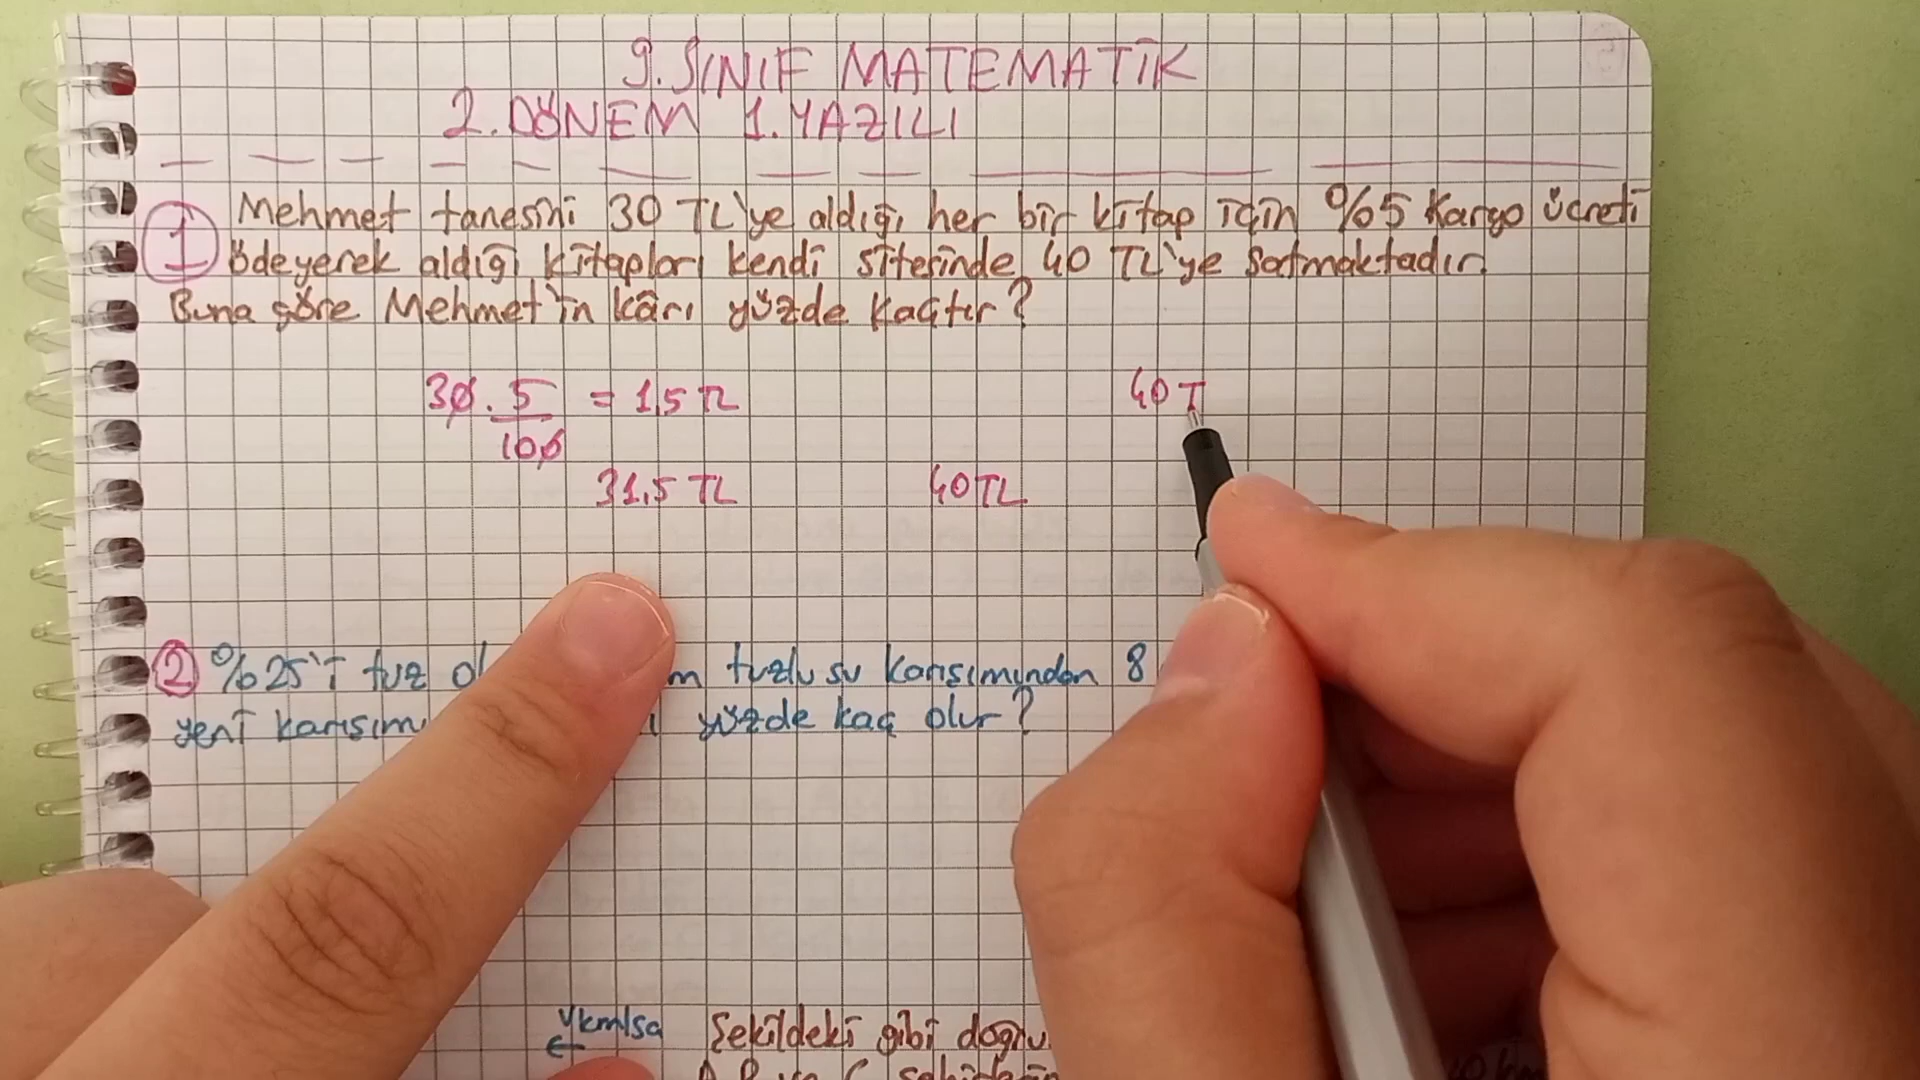 9. SINIF MATEMATİK
2. DÖNEM 1. YAZILI
1 Mehmet tanesini 30 TL'ye aldığı her bir kitap için %5 kargo ücreti
ödeyerek aldığı kitapları kendi sitesinde 40 TL'ye satmaktadır.
Buna göre Mehmet'in kârı yüzde kaçtır?
30 . 5/100 = 1,5 TL
40 T
31,5 TL 40 TL
2 %25'i tuz tuzlu su karışımından 8
yeni yüzde kaç olur?
Vkm/sa Şekildeki gibi